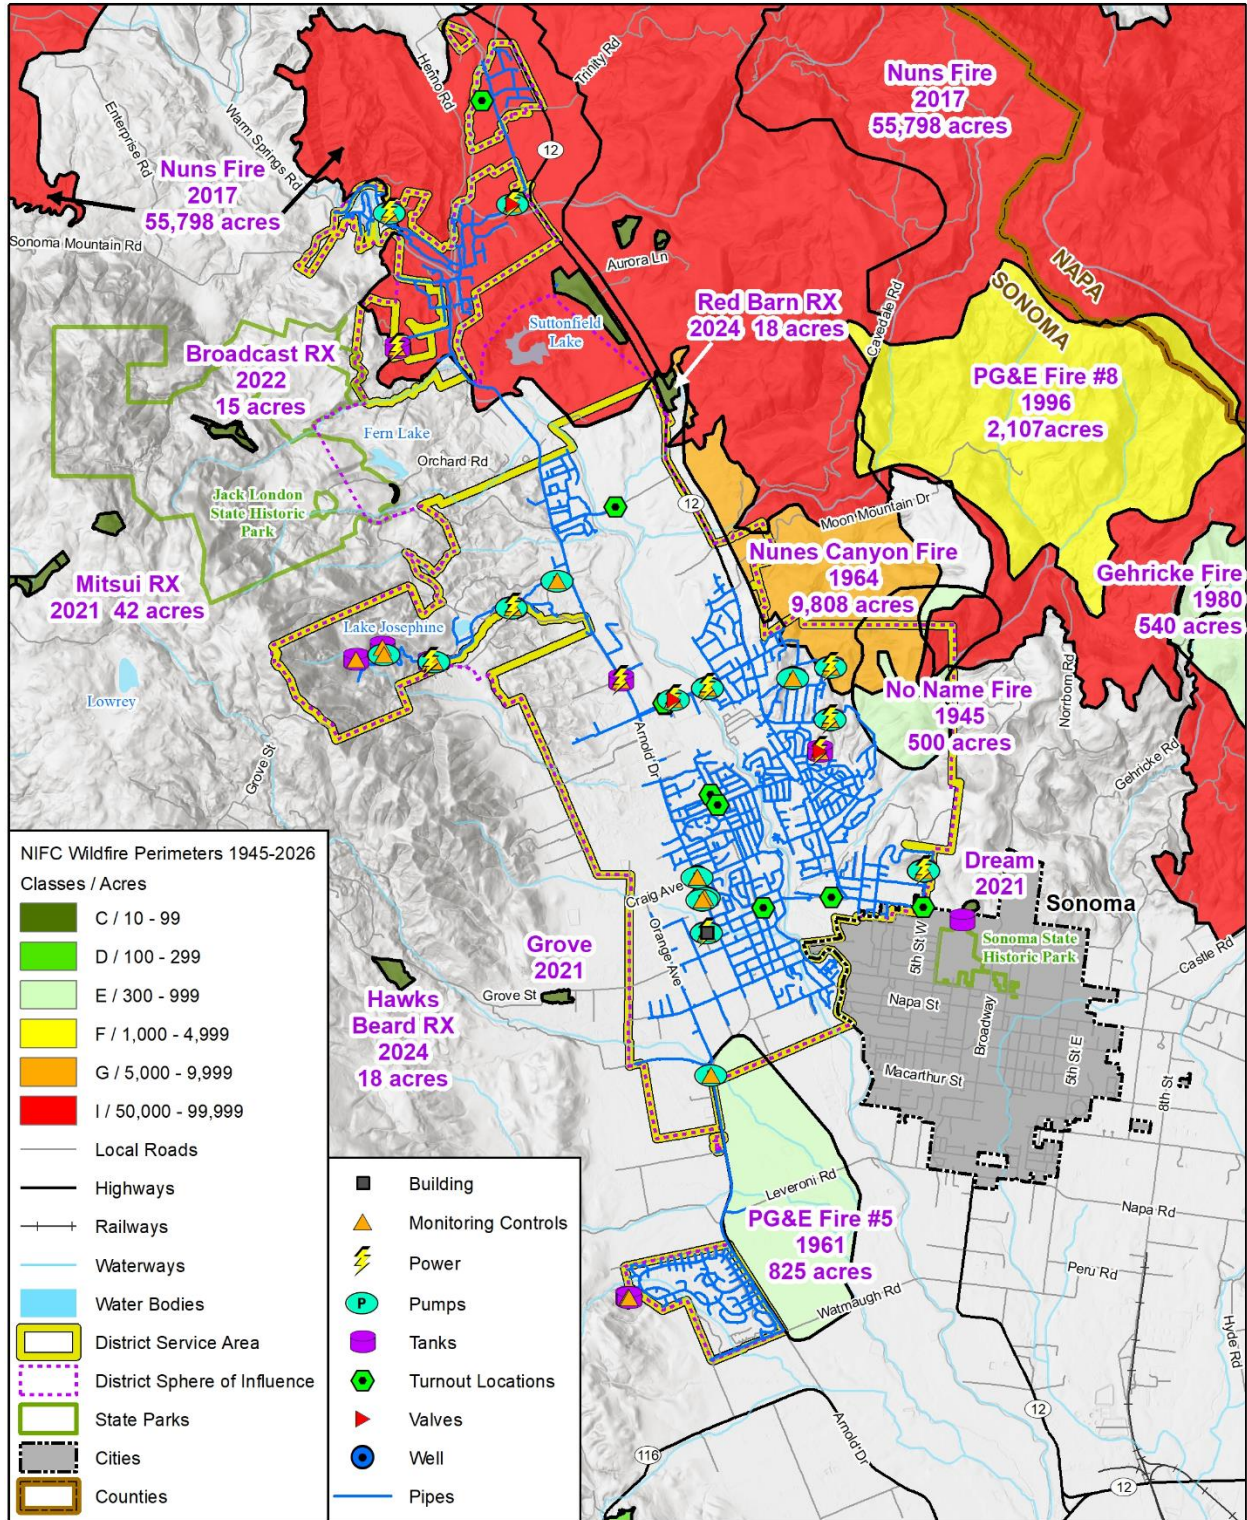 Henno Rd
Trinity Rd
Nuns Fire
2017
55,798 acres
Enterprise Rd
Warm Springs Rd
12
Nuns Fire
2017
55,798 acres
Sonoma Mountain Rd
Aurora Ln
NAPA
SONOMA
Cavedale Rd
Red Barn RX
2024 18 acres
Suttonfield
Lake
Broadcast RX
2022
15 acres
PG&E Fire #8
1996
2,107acres
Fern Lake
Orchard Rd
12
Jack London
State Historic
Park
Moon Mountain Dr
Nunes Canyon Fire
1964
9,808 acres
Gehricke Fire
1980
540 acres
Mitsui RX
2021 42 acres
Lake Josephine
Lowrey
No Name Fire
1945
500 acres
Norrbom Rd
Grove St
Arnold Dr
Gehricke Rd
Craig Ave
Orange Ave
Dream
2021
Sonoma
5th St W
Sonoma State
Historic Park
Castle Rd
Grove
2021
Grove St
Hawks
Beard RX
2024
18 acres
Napa St
Broadway
Macarthur St
5th St E
8th St
Leveroni Rd
Napa Rd
PG&E Fire #5
1961
825 acres
Peru Rd
Watmaugh Rd
Hyde Rd
Arnold Dr
12
116
12
NIFC Wildfire Perimeters 1945-2026
Classes / Acres
C / 10 - 99
D / 100 - 299
E / 300 - 999
F / 1,000 - 4,999
G / 5,000 - 9,999
I / 50,000 - 99,999
Local Roads
Highways
Railways
Waterways
Water Bodies
District Service Area
District Sphere of Influence
State Parks
Cities
Counties
Building
Monitoring Controls
Power
P
Pumps
Tanks
Turnout Locations
Valves
Well
Pipes